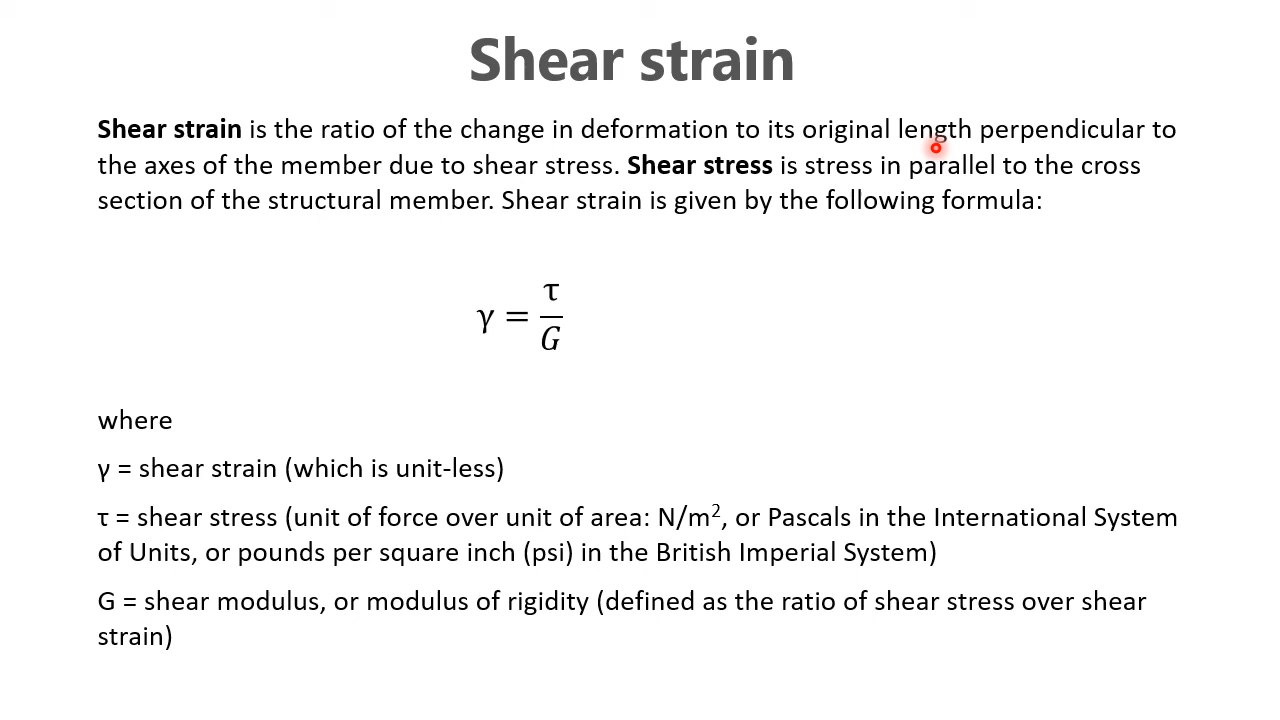 Shear strain
Shear strain is the ratio of the change in deformation to its original length perpendicular to
the axes of the member due to shear stress. Shear stress is stress in parallel to the cross
section of the structural member. Shear strain is given by the following formula:
γ = τ/G
where
γ = shear strain (which is unit-less)
τ = shear stress (unit of force over unit of area: N/m², or Pascals in the International System
of Units, or pounds per square inch (psi) in the British Imperial System)
G = shear modulus, or modulus of rigidity (defined as the ratio of shear stress over shear
strain)